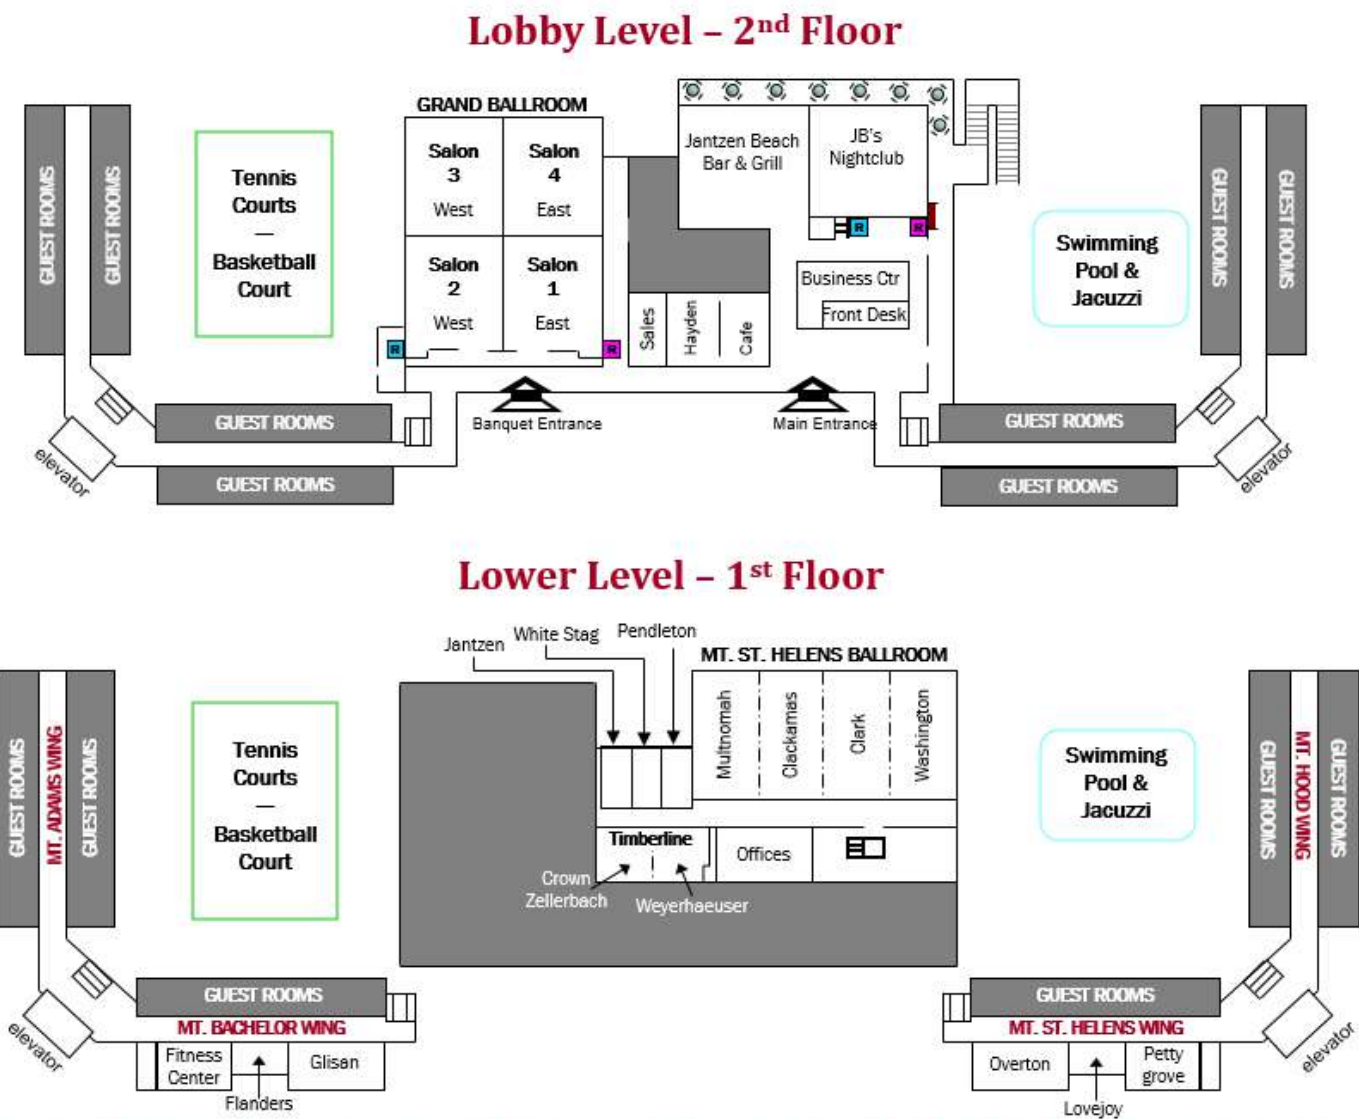 Lobby Level – 2nd Floor
GRAND BALLROOM
Salon
3
West
Salon
4
East
Salon
2
West
Salon
1
East
Tennis
Courts
—
Basketball
Court
GUEST ROOMS
GUEST ROOMS
GUEST ROOMS
GUEST ROOMS
elevator
R
R
Sales
Hayden
Cafe
Jantzen Beach
Bar & Grill
JB's
Nightclub
R
R
Business Ctr
Front Desk
Banquet Entrance
Main Entrance
Swimming
Pool &
Jacuzzi
GUEST ROOMS
GUEST ROOMS
GUEST ROOMS
GUEST ROOMS
elevator
Lower Level – 1st Floor
Jantzen
White Stag
Pendleton
MT. ST. HELENS BALLROOM
Multnomah
Clackamas
Clark
Washington
Timberline
Crown
Zellerbach
Weyerhaeuser
Offices
GUEST ROOMS
MT. ADAMS WING
GUEST ROOMS
Tennis
Courts
—
Basketball
Court
GUEST ROOMS
MT. BACHELOR WING
elevator
Fitness
Center
Flanders
Glisan
Swimming
Pool &
Jacuzzi
GUEST ROOMS
MT. HOOD WING
GUEST ROOMS
GUEST ROOMS
MT. ST. HELENS WING
Overton
Lovejoy
Petty
grove
elevator